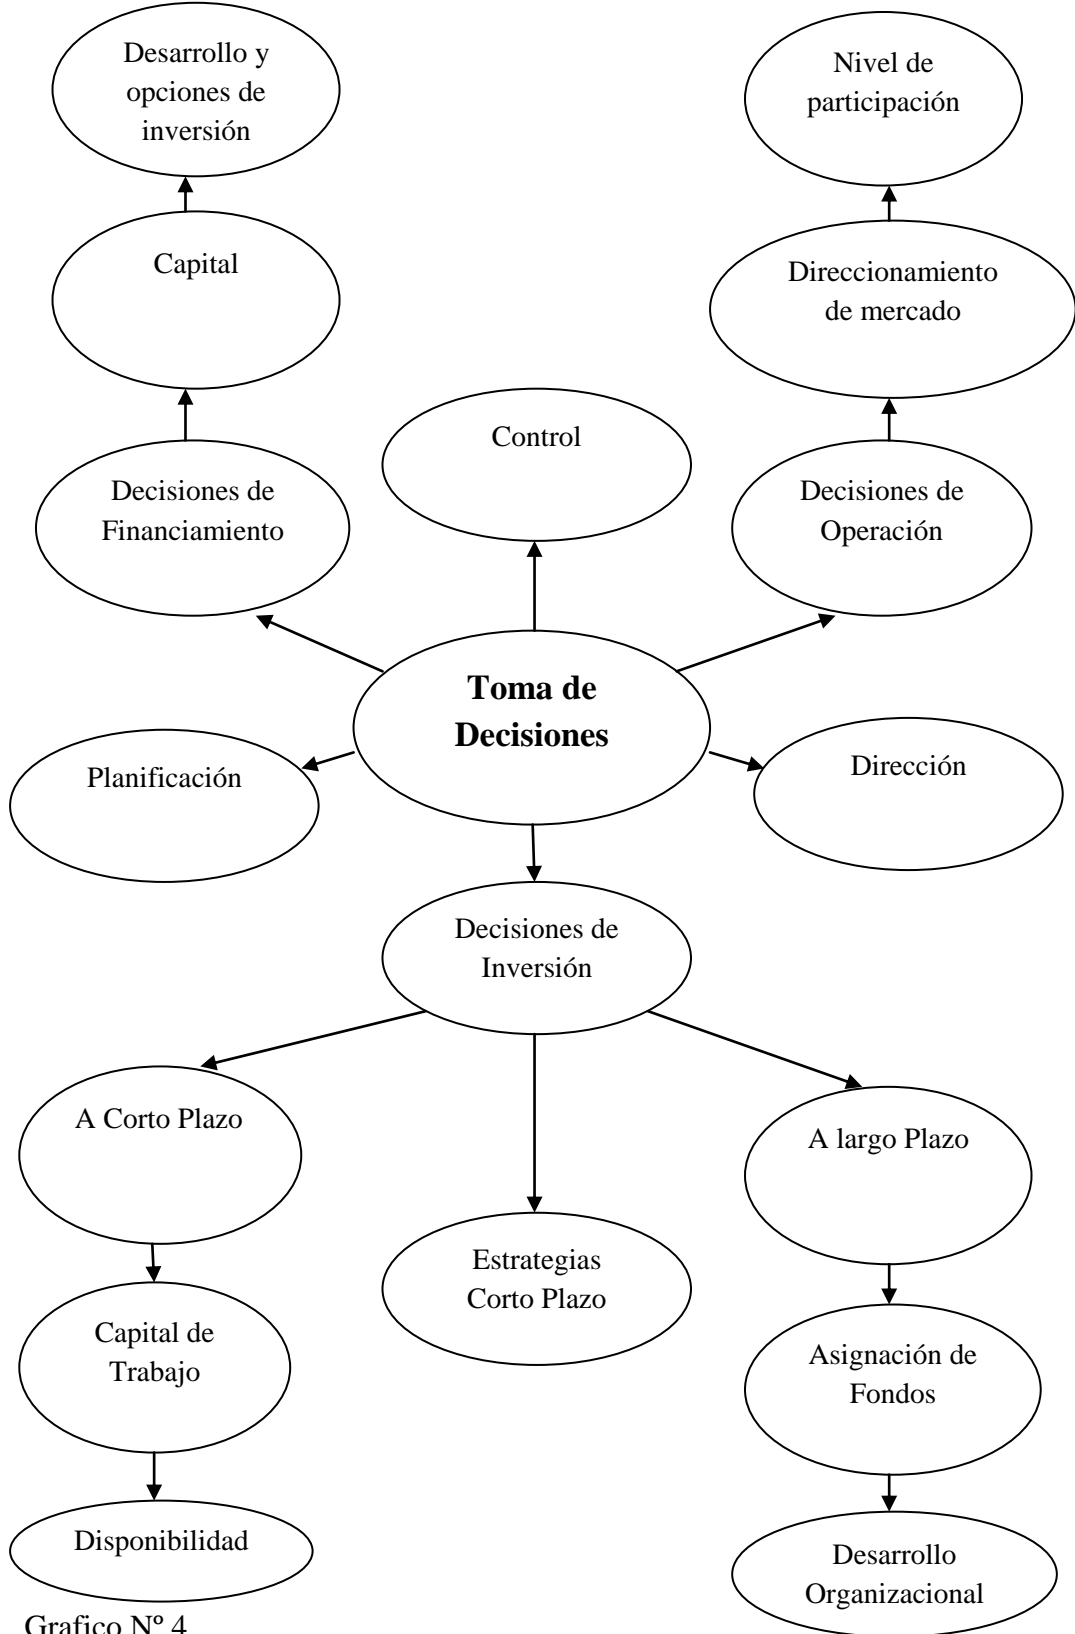 Desarrollo y
opciones de
inversión
Nivel de
participación
Capital
Direccionamiento
de mercado
Control
Decisiones de
Financiamiento
Decisiones de
Operación
Toma de
Decisiones
Planificación
Dirección
Decisiones de
Inversión
A Corto Plazo
A largo Plazo
Estrategias
Corto Plazo
Capital de
Trabajo
Asignación de
Fondos
Disponibilidad
Desarrollo
Organizacional
Grafico Nº 4